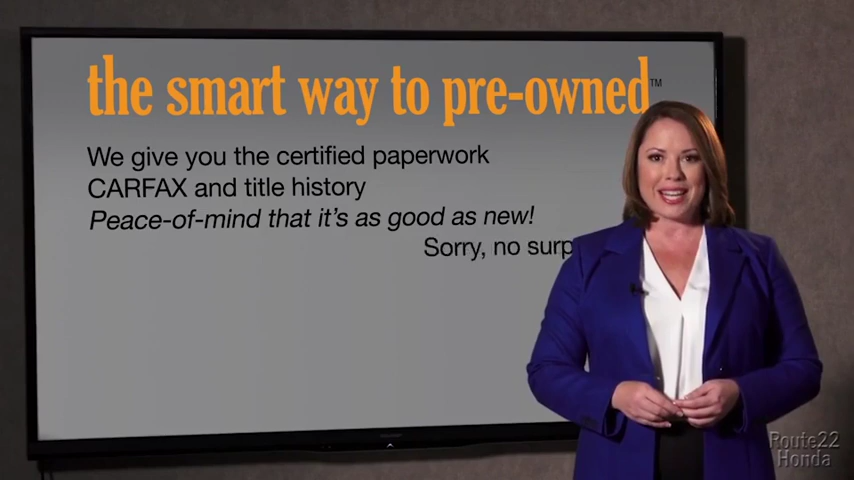 the smart way to pre-owned™
We give you the certified paperwork
CARFAX and title history
Peace-of-mind that it's as good as new!
Sorry, no
Route22
Honda